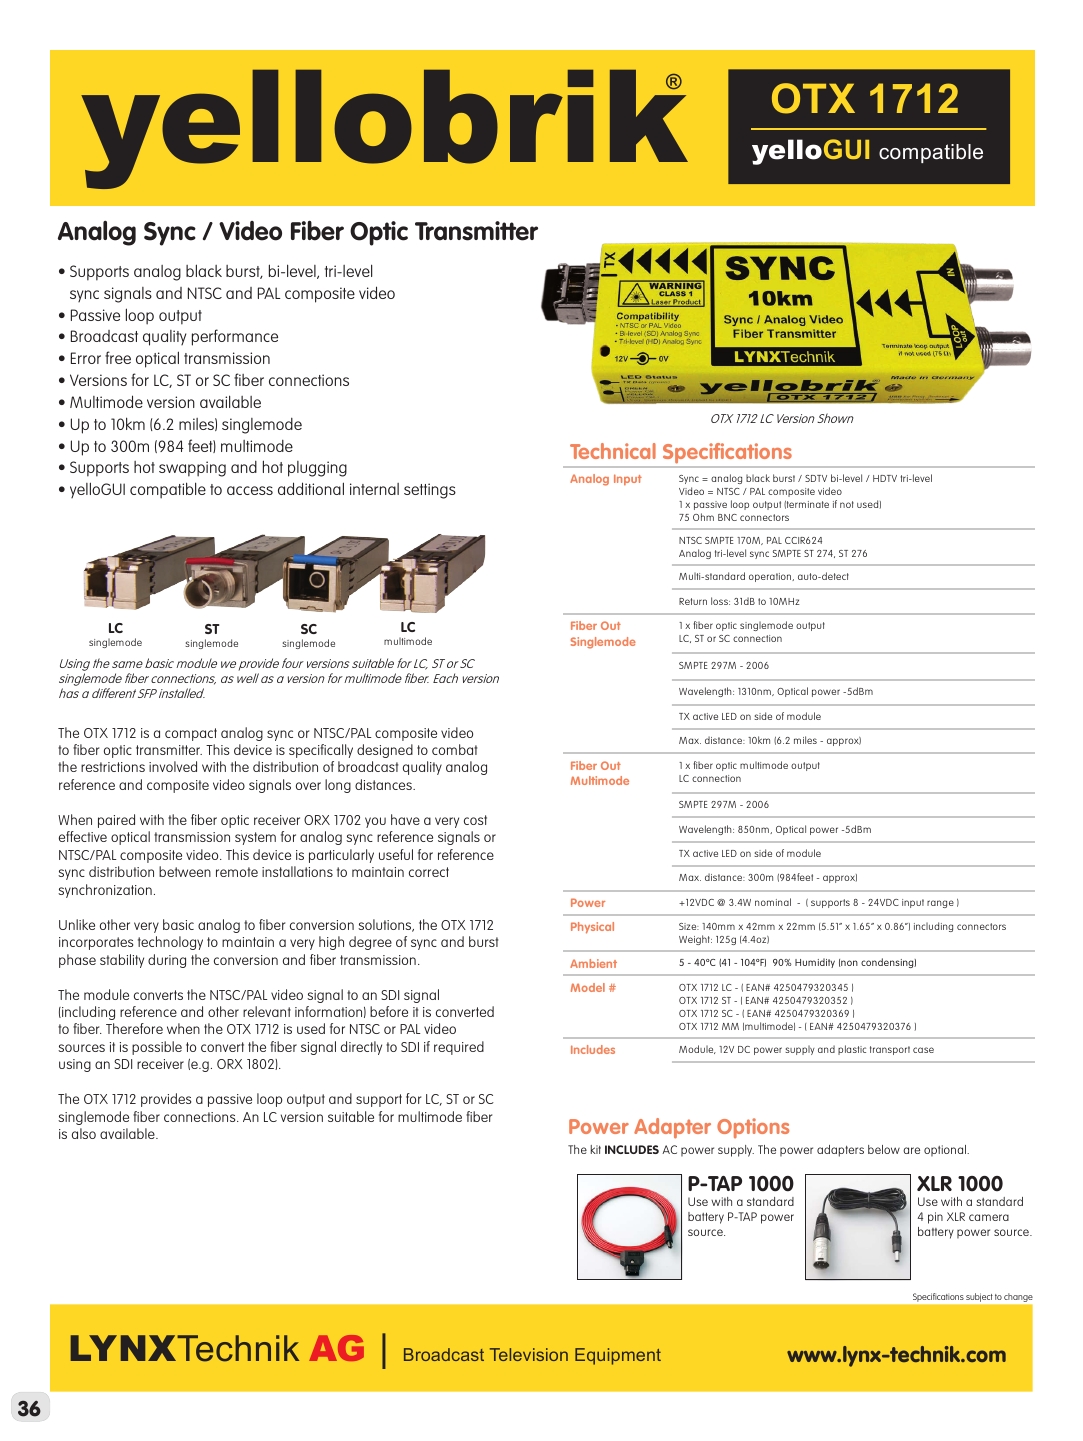 yellobrik®
OTX 1712
yelloGUI compatible
Analog Sync / Video Fiber Optic Transmitter
• Supports analog black burst, bi-level, tri-level
sync signals and NTSC and PAL composite video
• Passive loop output
• Broadcast quality performance
• Error free optical transmission
• Versions for LC, ST or SC fiber connections
• Multimode version available
• Up to 10km (6.2 miles) singlemode
• Up to 300m (984 feet) multimode
• Supports hot swapping and hot plugging
• yelloGUI compatible to access additional internal settings
LC
singlemode
ST
singlemode
SC
singlemode
LC
multimode
Using the same basic module we provide four versions suitable for LC, ST or SC
singlemode fiber connections, as well as a version for multimode fiber. Each version
has a different SFP installed.
The OTX 1712 is a compact analog sync or NTSC/PAL composite video
to fiber optic transmitter. This device is specifically designed to combat
the restrictions involved with the distribution of broadcast quality analog
reference and composite video signals over long distances.
When paired with the fiber optic receiver ORX 1702 you have a very cost
effective optical transmission system for analog sync reference signals or
NTSC/PAL composite video. This device is particularly useful for reference
sync distribution between remote installations to maintain correct
synchronization.
Unlike other very basic analog to fiber conversion solutions, the OTX 1712
incorporates technology to maintain a very high degree of sync and burst
phase stability during the conversion and fiber transmission.
The module converts the NTSC/PAL video signal to an SDI signal
(including reference and other relevant information) before it is converted
to fiber. Therefore when the OTX 1712 is used for NTSC or PAL video
sources it is possible to convert the fiber signal directly to SDI if required
using an SDI receiver (e.g. ORX 1802).
The OTX 1712 provides a passive loop output and support for LC, ST or SC
singlemode fiber connections. An LC version suitable for multimode fiber
is also available.
TX
WARNING
CLASS 1
Laser Product
Compatibility
• NTSC or PAL Video
• Bi-level (SD) Analog Sync
• Tri-level (HD) Analog Sync
12V
0V
SYNC
10km
Sync / Analog Video
Fiber Transmitter
LYNXTechnik
IN
LOOP
out
Terminate loop output
if not used (75 Ω)
LED Status
yellobrik®
OTX 1712
Made in Germany
OTX 1712 LC Version Shown
Technical Specifications
Analog Input
Sync = analog black burst / SDTV bi-level / HDTV tri-level
Video = NTSC / PAL composite video
1 x passive loop output (terminate if not used)
75 Ohm BNC connectors
NTSC SMPTE 170M, PAL CCIR624
Analog tri-level sync SMPTE ST 274, ST 276
Multi-standard operation, auto-detect
Return loss: 31dB to 10MHz
Fiber Out
Singlemode
1 x fiber optic singlemode output
LC, ST or SC connection
SMPTE 297M - 2006
Wavelength: 1310nm, Optical power -5dBm
TX active LED on side of module
Max. distance: 10km (6.2 miles - approx)
Fiber Out
Multimode
1 x fiber optic multimode output
LC connection
SMPTE 297M - 2006
Wavelength: 850nm, Optical power -5dBm
TX active LED on side of module
Max. distance: 300m (984feet - approx)
Power
+12VDC @ 3.4W nominal - ( supports 8 - 24VDC input range )
Physical
Size: 140mm x 42mm x 22mm (5.51” x 1.65” x 0.86”) including connectors
Weight: 125g (4.4oz)
Ambient
5 - 40°C (41 - 104°F) 90% Humidity (non condensing)
Model #
OTX 1712 LC - ( EAN# 4250479320345 )
OTX 1712 ST - ( EAN# 4250479320352 )
OTX 1712 SC - ( EAN# 4250479320369 )
OTX 1712 MM (multimode) - ( EAN# 4250479320376 )
Includes
Module, 12V DC power supply and plastic transport case
Power Adapter Options
The kit INCLUDES AC power supply. The power adapters below are optional.
P-TAP 1000
Use with a standard
battery P-TAP power
source.
XLR 1000
Use with a standard
4 pin XLR camera
battery power source.
Specifications subject to change
LYNXTechnik AG | Broadcast Television Equipment
www.lynx-technik.com
36